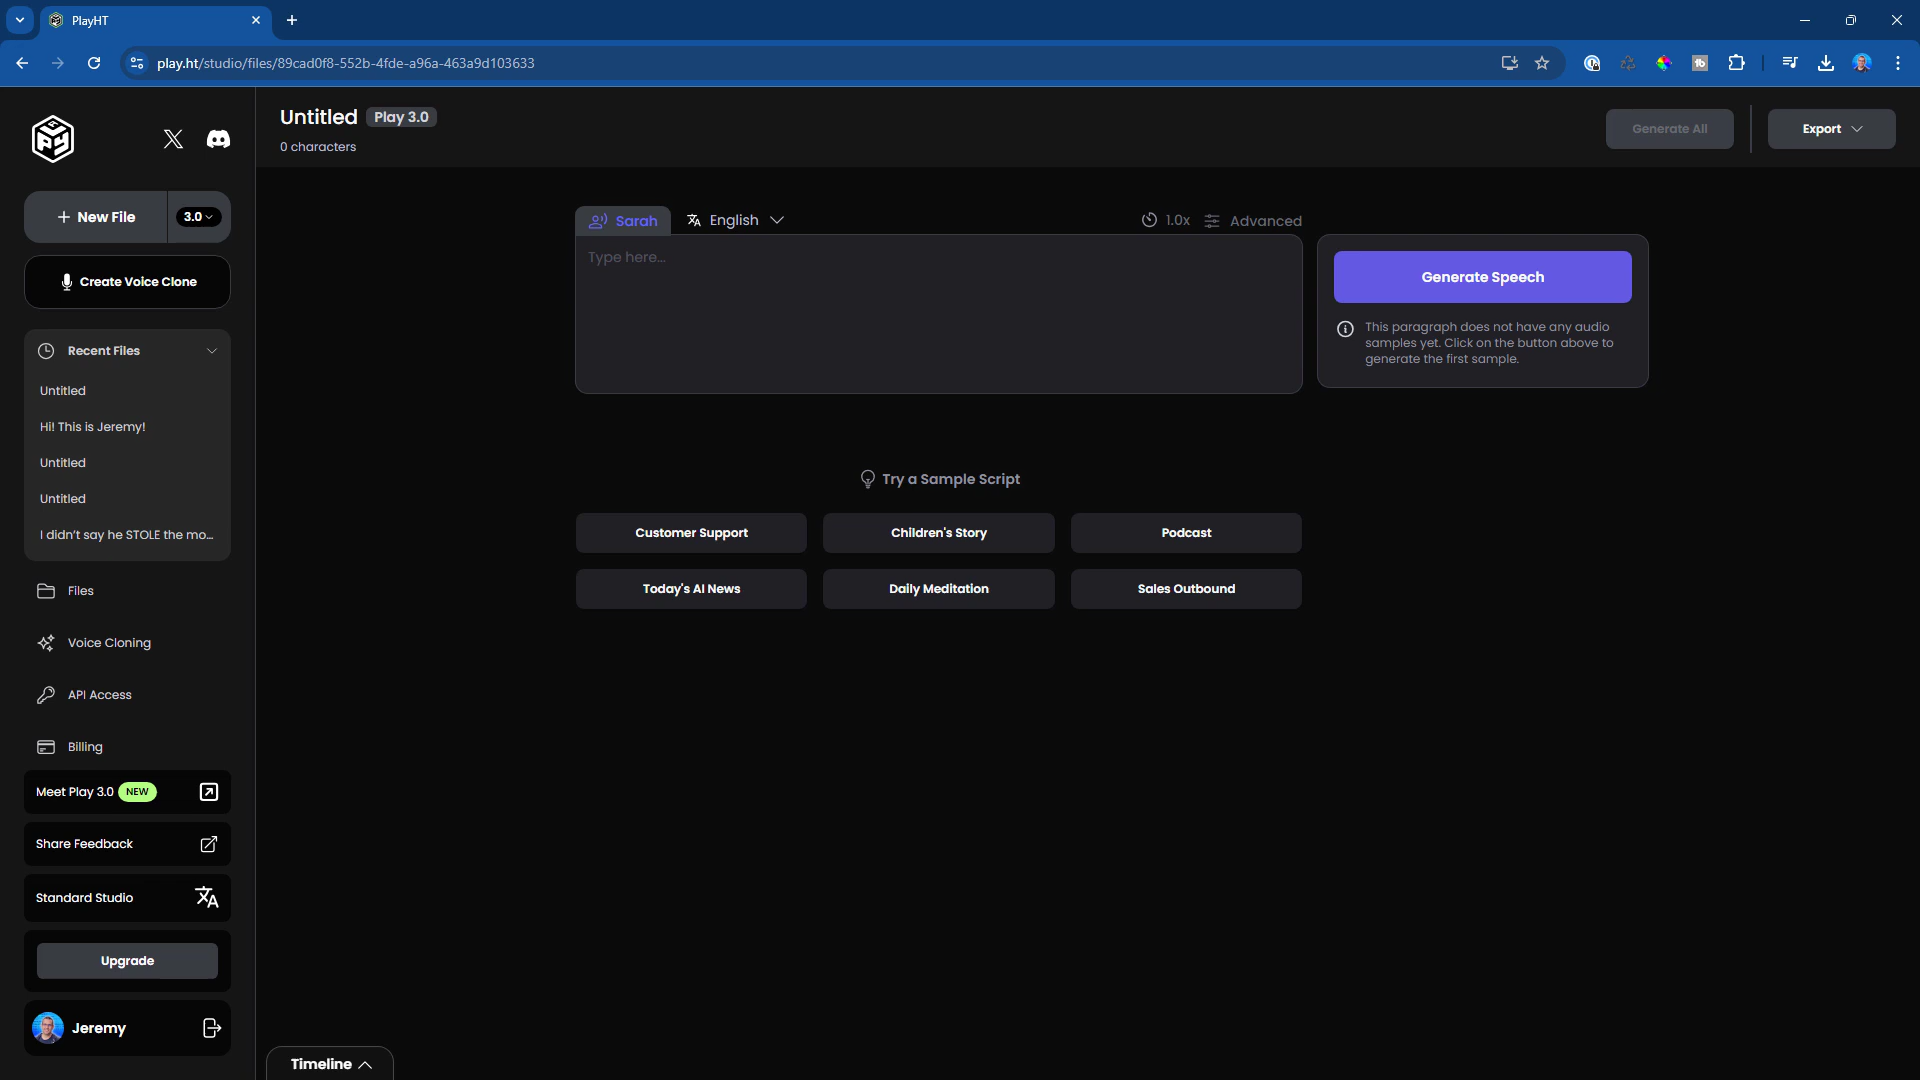 PlayHT
play.ht/studio/files/89cad0f8-552b-4fde-a96a-463a9d103633
Untitled Play 3.0
0 characters
Generate All
Export
+ New File
3.0
Create Voice Clone
Recent Files
Untitled
Hi! This is Jeremy!
Untitled
Untitled
I didn't say he STOLE the mo...
Files
Voice Cloning
API Access
Billing
Meet Play 3.0 NEW
Share Feedback
Standard Studio
Upgrade
Jeremy
Sarah
English
1.0x
Advanced
Type here...
Generate Speech
This paragraph does not have any audio
samples yet. Click on the button above to
generate the first sample.
Try a Sample Script
Customer Support
Children's Story
Podcast
Today's AI News
Daily Meditation
Sales Outbound
Timeline